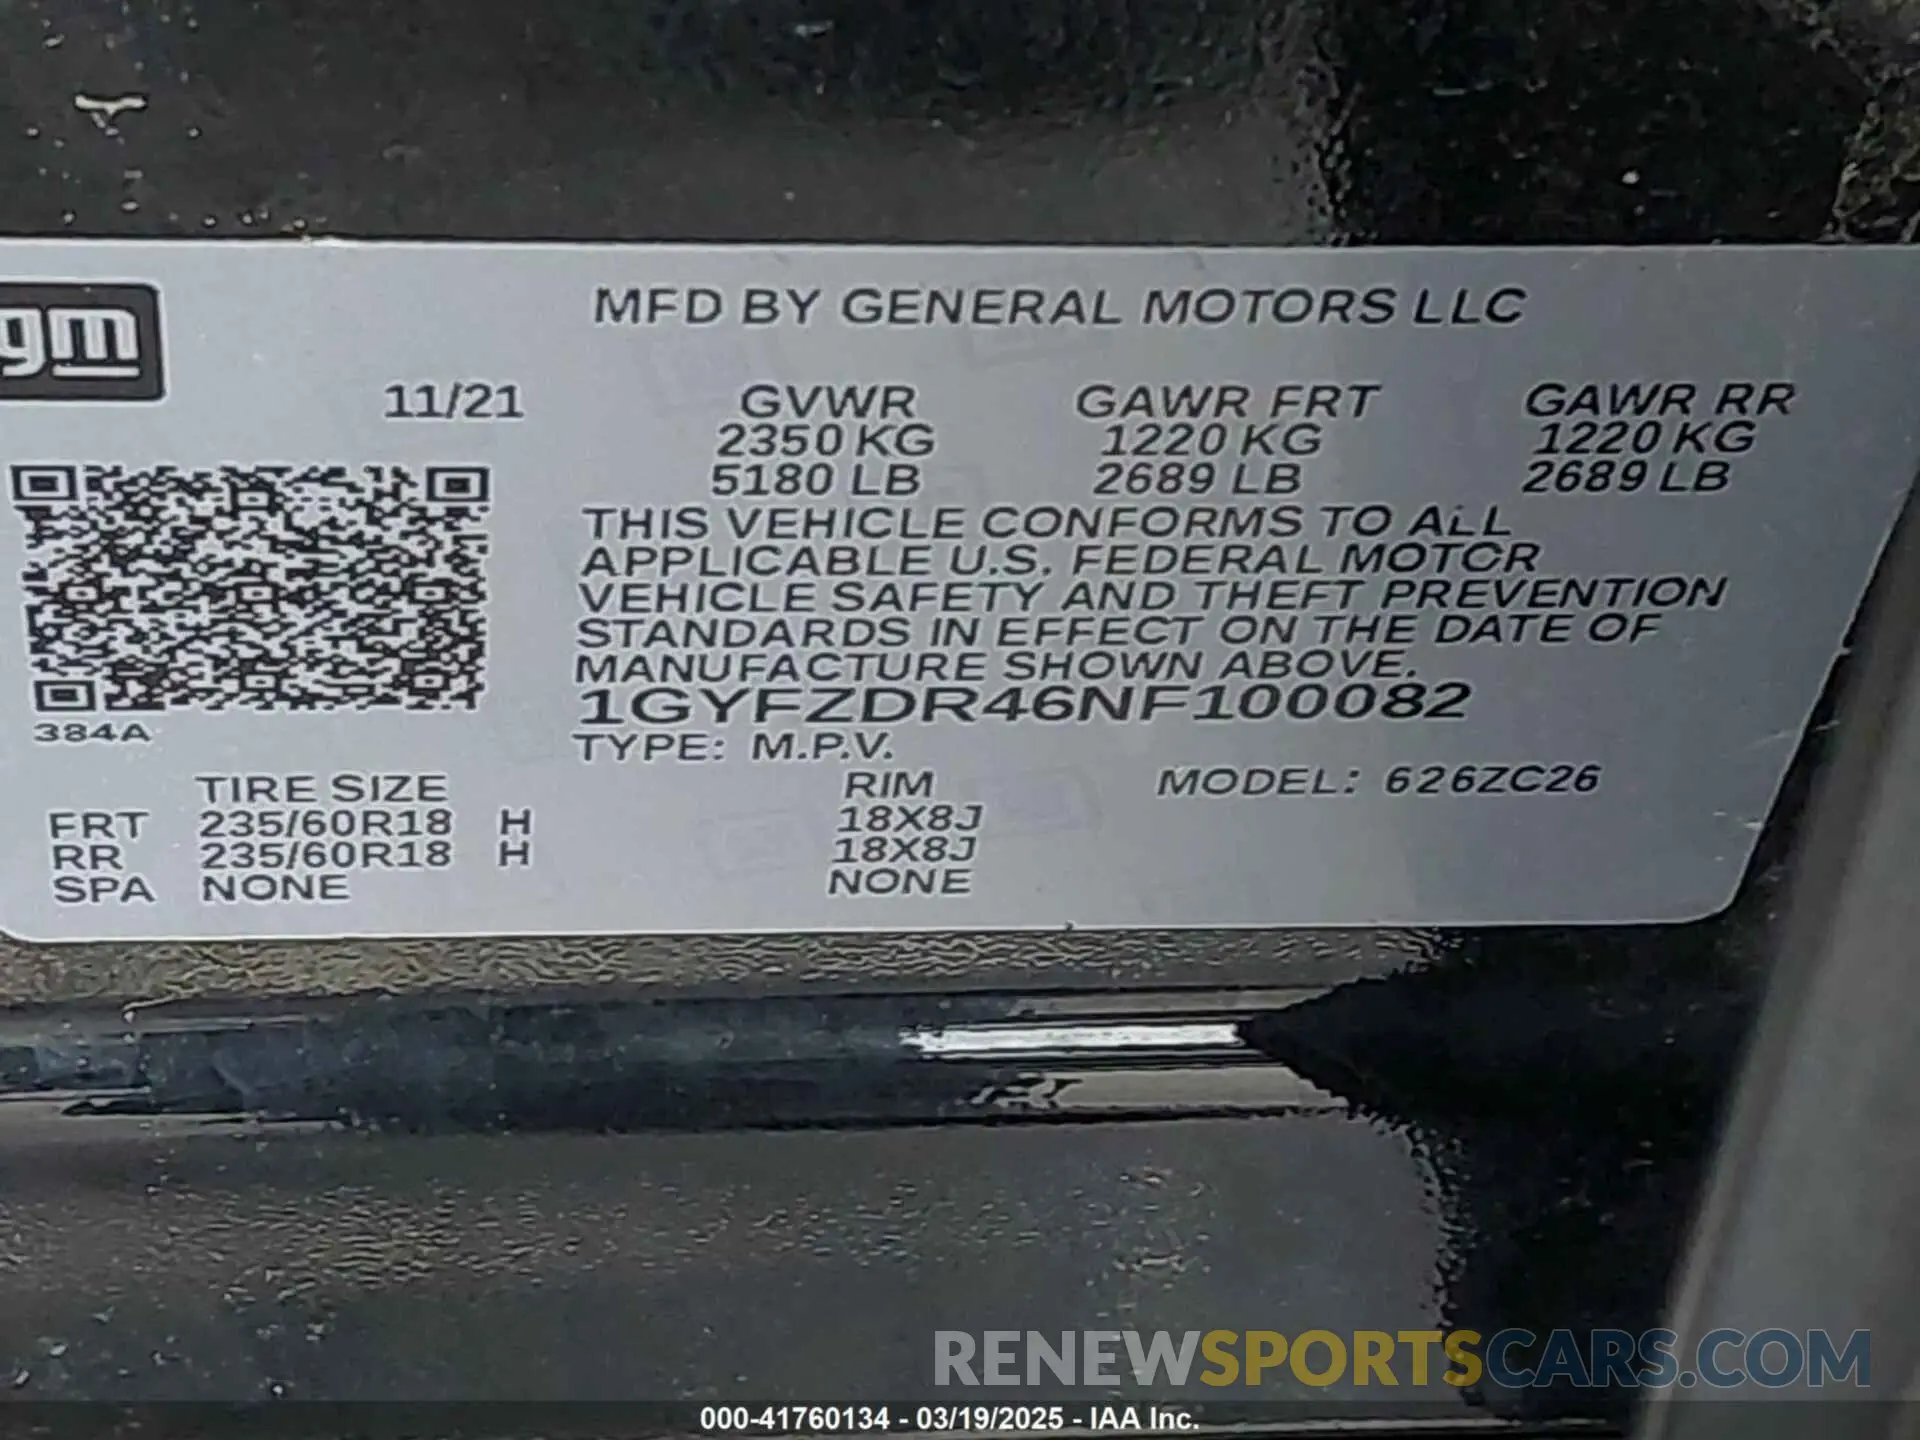 gm
MFD BY GENERAL MOTORS LLC
11/21 GVWR GAWR FRT GAWR RR
2350 KG 1220 KG 1220 KG
5180 LB 2689 LB 2689 LB
THIS VEHICLE CONFORMS TO ALL
APPLICABLE U.S. FEDERAL MOTOR
VEHICLE SAFETY AND THEFT PREVENTION
STANDARDS IN EFFECT ON THE DATE OF
MANUFACTURE SHOWN ABOVE.
1GYFZDR46NF100082
384A
TYPE: M.P.V.
TIRE SIZE RIM MODEL: 626ZC26
FRT 235/60R18 H 18X8J
RR 235/60R18 H 18X8J
SPA NONE NONE
RENEWSPORTSCARS.COM
000-41760134 - 03/19/2025 - IAA Inc.